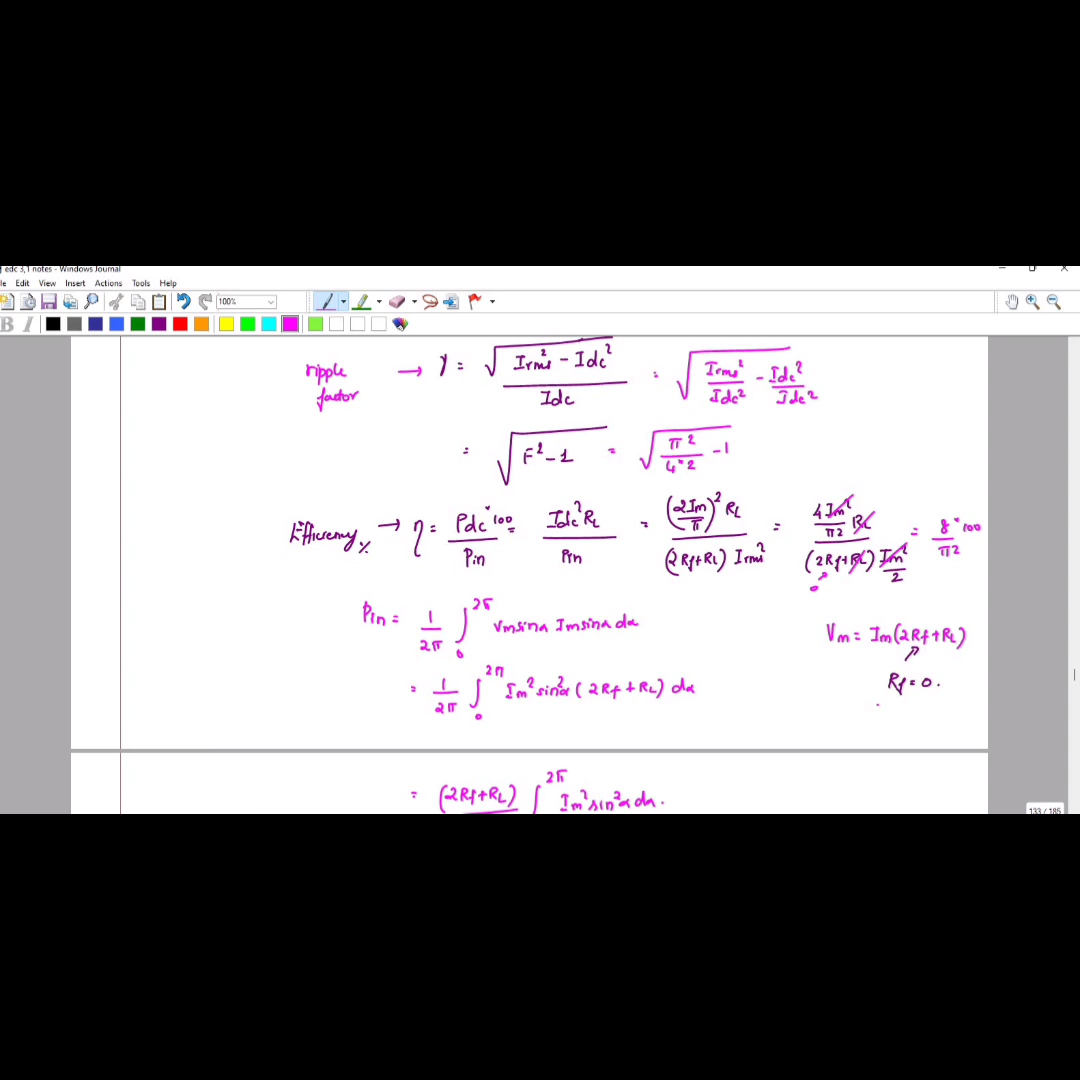 edc 3,1 notes - Windows Journal
le Edit View Insert Actions Tools Help
100%
B I
ripple factor → γ = √(Irms² - Idc²) / Idc = √(Irms²/Idc² - Idc²/Idc²)
= √(F² - 1) = √(π²/4*2 - 1)
Efficiency % → η = Pdc*100/Pin = Idc² RL/Pin = (2Im/π)² RL / (2Rf+RL) Irms² = 4Im²/π2 RL / (2Rf+RL) Im²/2 = 8*100/π2
0
Pin = 1/2π ∫₀^2π Vmsinα Imsinα dα
Vm = Im(2Rf+RL)
= 1/2π ∫₀^2π Im² sin²α (2Rf+RL) dα
Rf=0.
= (2Rf+RL) ∫^2π Im² sin²α dα.
133 / 185